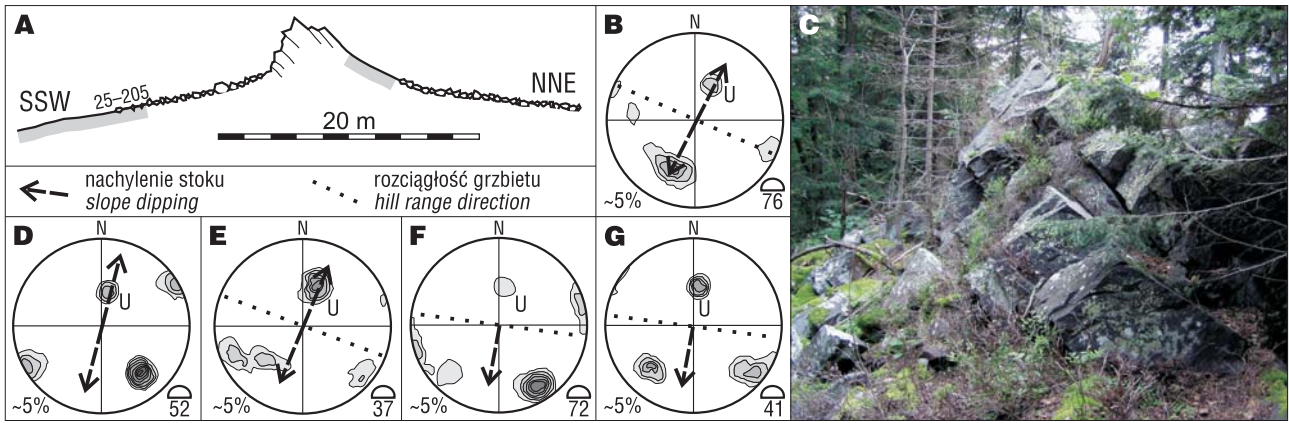 A
SSW
25–205
NNE
20 m
nachylenie stoku
slope dipping
rozciągłość grzbietu
hill range direction
B
N
U
~5%
76
C
D
N
U
~5%
52
E
N
U
~5%
37
F
N
U
~5%
72
G
N
U
~5%
41